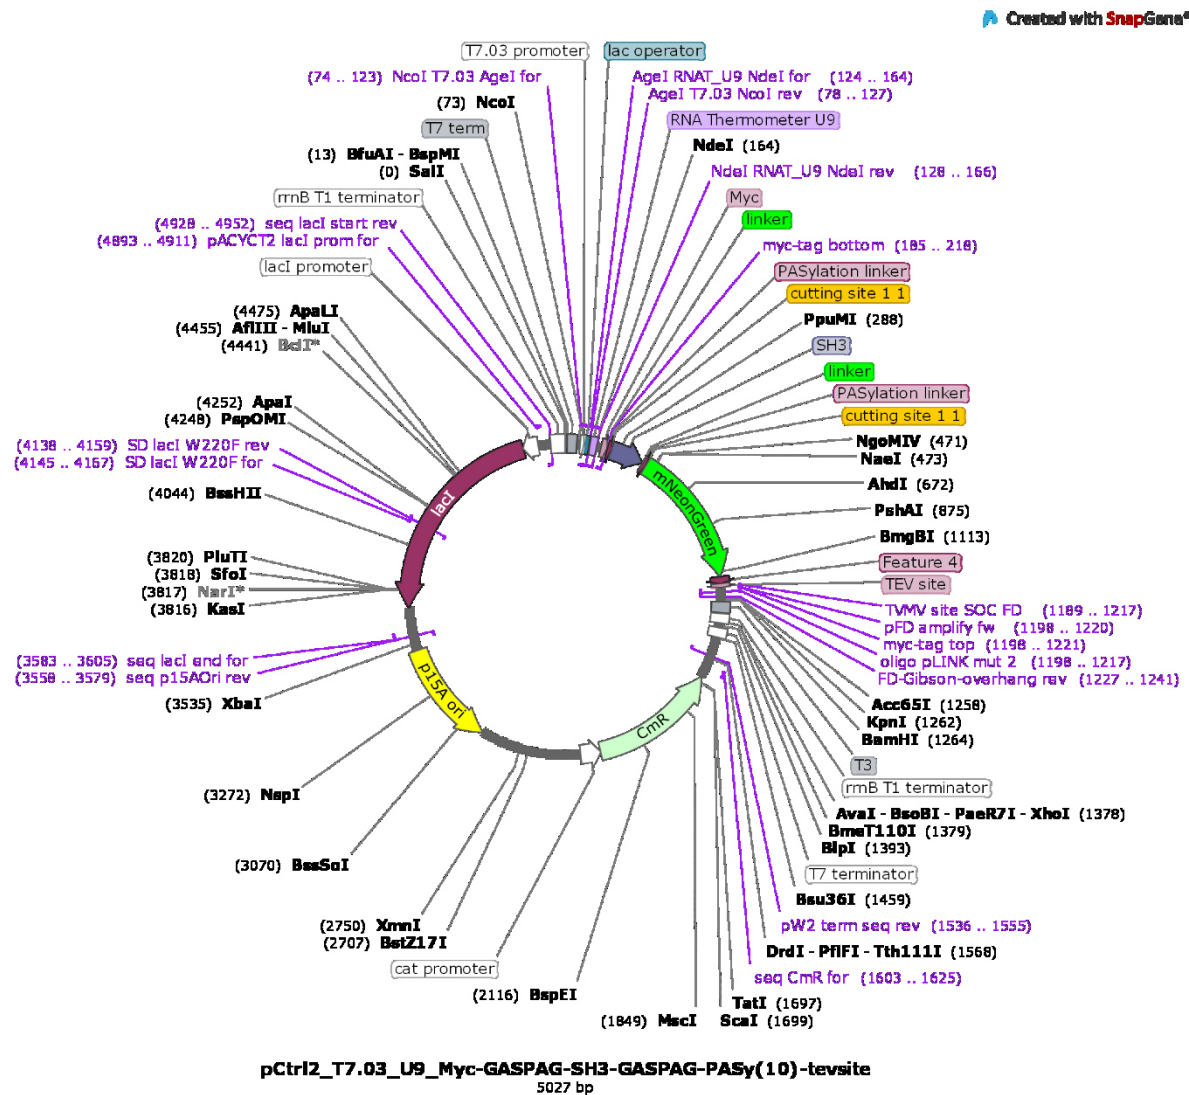 Created with SnapGene®
T7.03 promoter
lac operator
(74 .. 123) NcoI T7.03 AgeI for
AgeI RNAT_U9 NdeI for (124 .. 164)
AgeI T7.03 NcoI rev (78 .. 127)
(73) NcoI
RNA Thermometer U9
T7 term
NdeI (164)
(13) BfuAI - BspMI
(0) SalI
NdeI RNAT_U9 NdeI rev (128 .. 166)
rrnB T1 terminator
Myc
linker
(4928 .. 4952) seq lacI start rev
(4893 .. 4911) pACYCT2 lacI prom for
myc-tag bottom (185 .. 218)
lacI promoter
PASylation linker
cutting site 1 1
(4475) ApaLI
(4455) AflIII - MluI
(4441) BclI*
PpuMI (288)
SH3
linker
PASylation linker
(4252) ApaI
(4248) PspOMI
cutting site 1 1
(4138 .. 4159) SD lacI W220F rev
(4145 .. 4167) SD lacI W220F for
NgoMIV (471)
NaeI (473)
(4044) BssHII
AhdI (672)
lacI
mNeonGreen
PshAI (875)
BmgBI (1113)
(3820) PluTI
(3818) SfoI
(3817) NarI*
(3816) KasI
Feature 4
TEV site
TVMV site SOC FD (1189 .. 1217)
pFD amplify fw (1198 .. 1220)
myc-tag top (1198 .. 1221)
oligo pLINK mut 2 (1198 .. 1217)
FD-Gibson-overhang rev (1227 .. 1241)
(3583 .. 3605) seq lacI end for
(3558 .. 3579) seq p15AOri rev
(3535) XbaI
p15A ori
CmR
Acc65I (1258)
KpnI (1262)
BamHI (1264)
T3
rrnB T1 terminator
(3272) NspI
AvaI - BsoBI - PaeR7I - XhoI (1378)
BmeT110I (1379)
BlpI (1393)
(3070) BssSαI
T7 terminator
Bsu36I (1459)
(2750) XmnI
(2707) BstZ17I
pW2 term seq rev (1536 .. 1555)
DrdI - PflFI - Tth111I (1568)
cat promoter
seq CmR for (1603 .. 1625)
(2116) BspEI
TatI (1697)
(1849) MscI
ScaI (1699)
pCtrl2_T7.03_U9_Myc-GASPAG-SH3-GASPAG-PASy(10)-tevsite
5027 bp